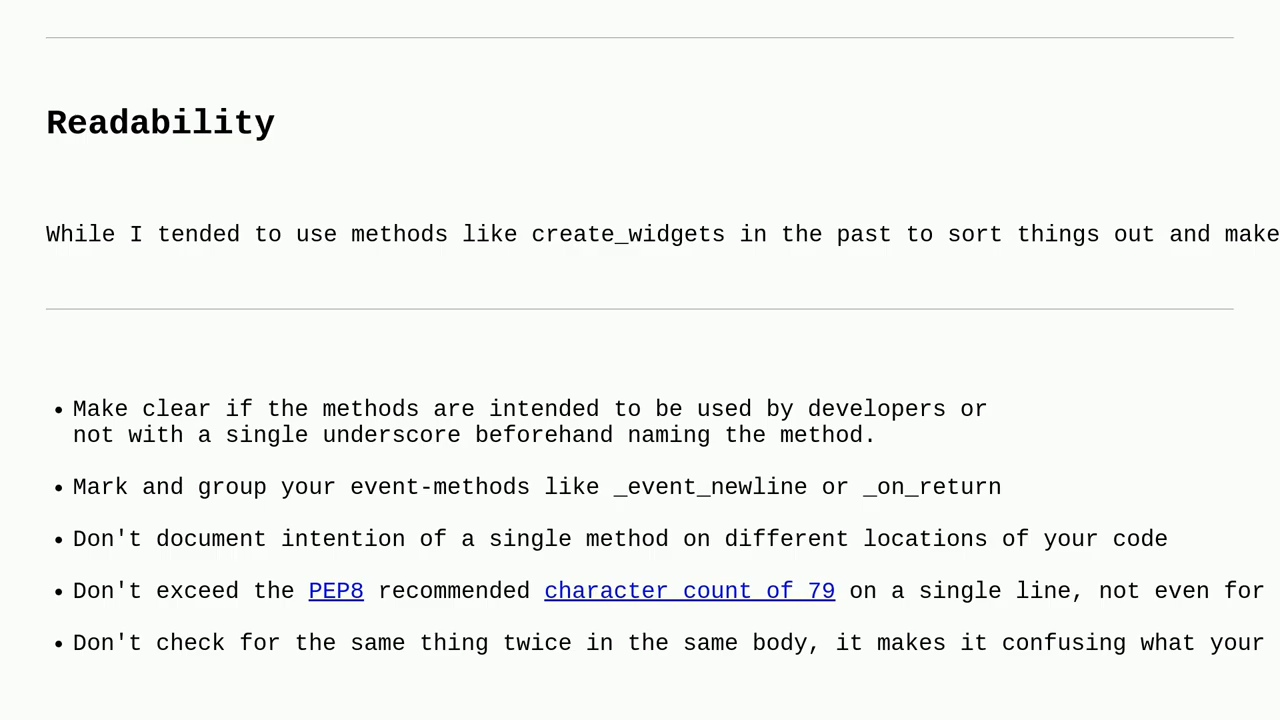 Readability
While I tended to use methods like create_widgets in the past to sort things out and make
• Make clear if the methods are intended to be used by developers or
not with a single underscore beforehand naming the method.
• Mark and group your event-methods like _event_newline or _on_return
• Don't document intention of a single method on different locations of your code
• Don't exceed the PEP8 recommended character count of 79 on a single line, not even for
• Don't check for the same thing twice in the same body, it makes it confusing what your